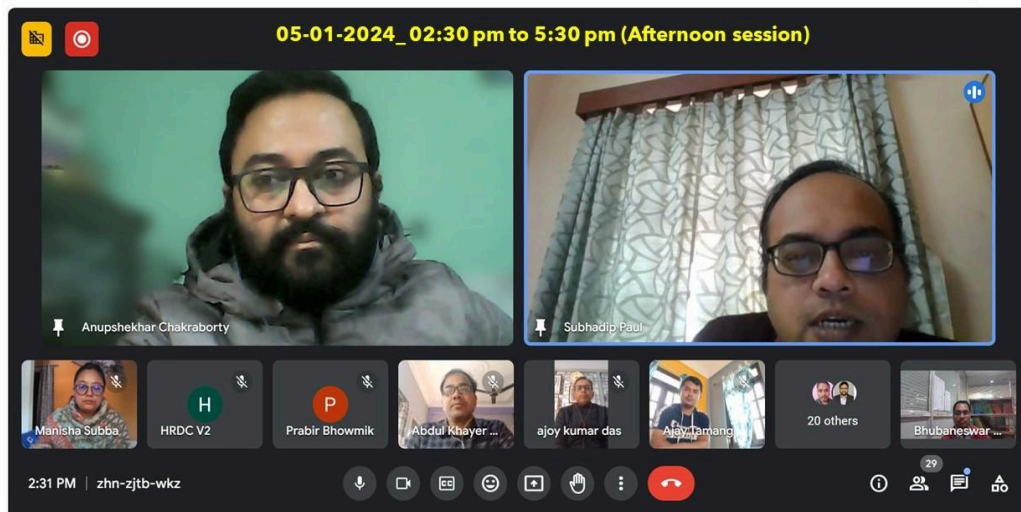 05-01-2024_ 02:30 pm to 5:30 pm (Afternoon session)
Anupshekhar Chakraborty
Subhadip Paul
Manisha Subba
H
HRDC V2
P
Prabir Bhowmik
Abdul Khayer ...
ajoy kumar das
Ajay Tamang
20 others
Bhubaneswar ...
2:31 PM | zhn-zjtb-wkz
CC
29